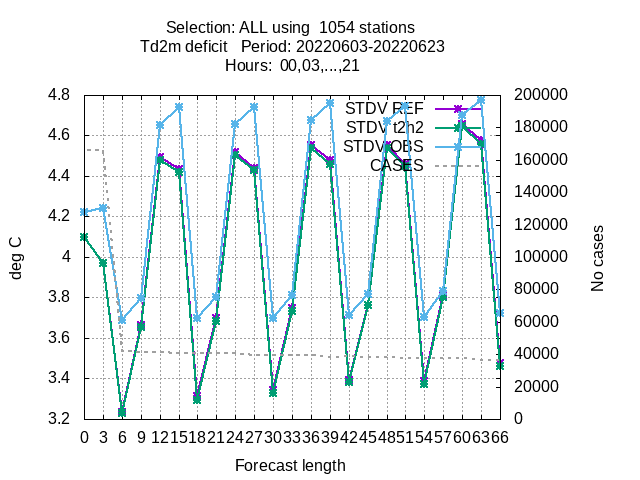 Selection: ALL using  1054 stations
Td2m deficit   Period: 20220603-20220623
Hours:  00,03,...,21
4.8
4.6
4.4
4.2
4
3.8
3.6
3.4
3.2
deg C
STDV REF
STDV t2h2
STDV OBS
CASES
200000
180000
160000
140000
120000
100000
80000
60000
40000
20000
0
No cases
0 3 6 9 12 15 18 21 24 27 30 33 36 39 42 45 48 51 54 57 60 63 66
Forecast length